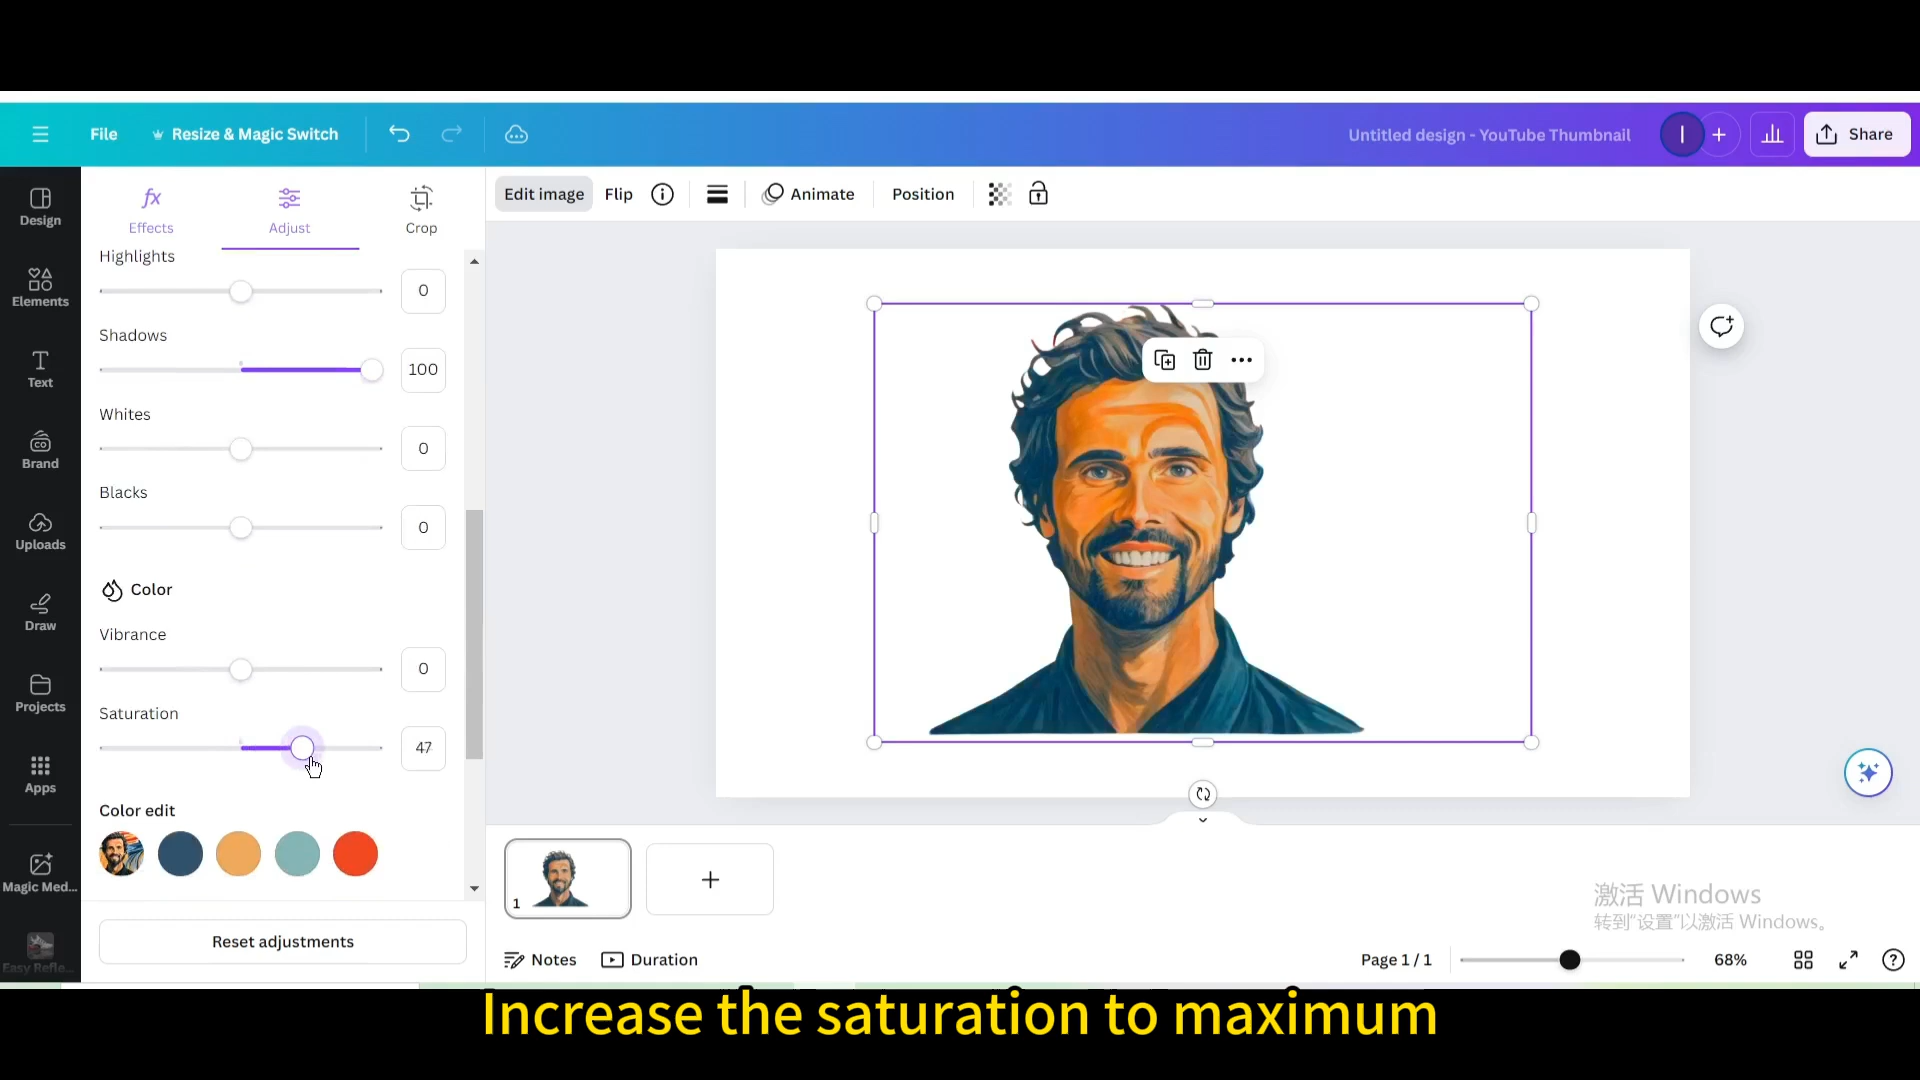 File
Resize & Magic Switch
Untitled design - YouTube Thumbnail
I
Share
Design
Elements
Text
Brand
Uploads
Draw
Projects
Apps
Magic Med...
Easy Refle...
Effects
Adjust
Crop
Highlights
0
Shadows
100
Whites
0
Blacks
0
Color
Vibrance
0
Saturation
47
Color edit
Reset adjustments
Edit image
Flip
Animate
Position
1
激活 Windows
转到“设置”以激活 Windows。
Notes
Duration
Page 1 / 1
68%
Increase the saturation to maximum